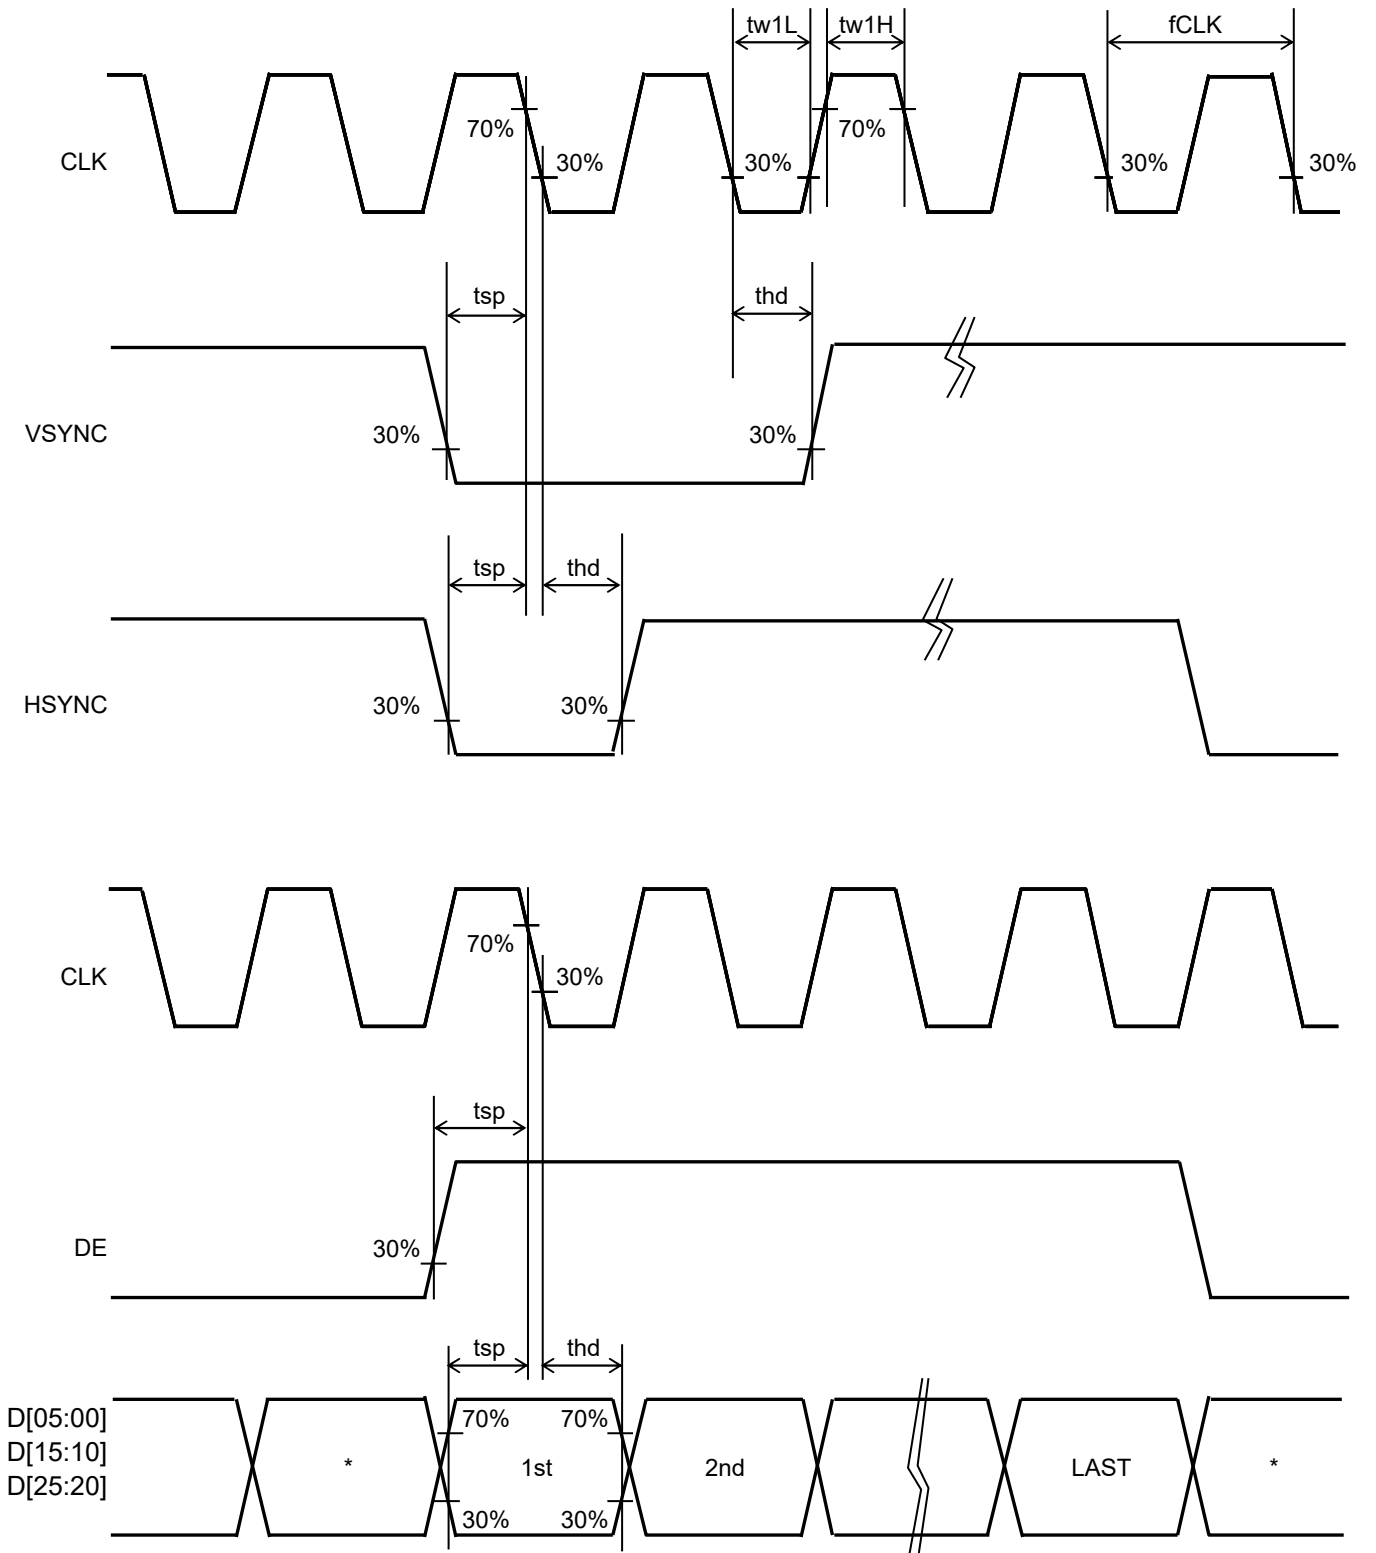 tw1L tw1H fCLK
70% 70%
CLK 30% 30% 30% 30%
tsp thd
VSYNC 30% 30%
tsp thd
HSYNC 30% 30%
70%
CLK 30%
tsp
DE 30%
tsp thd
D[05:00] 70% 70%
D[15:10] * 1st 2nd LAST *
D[25:20]
30% 30%